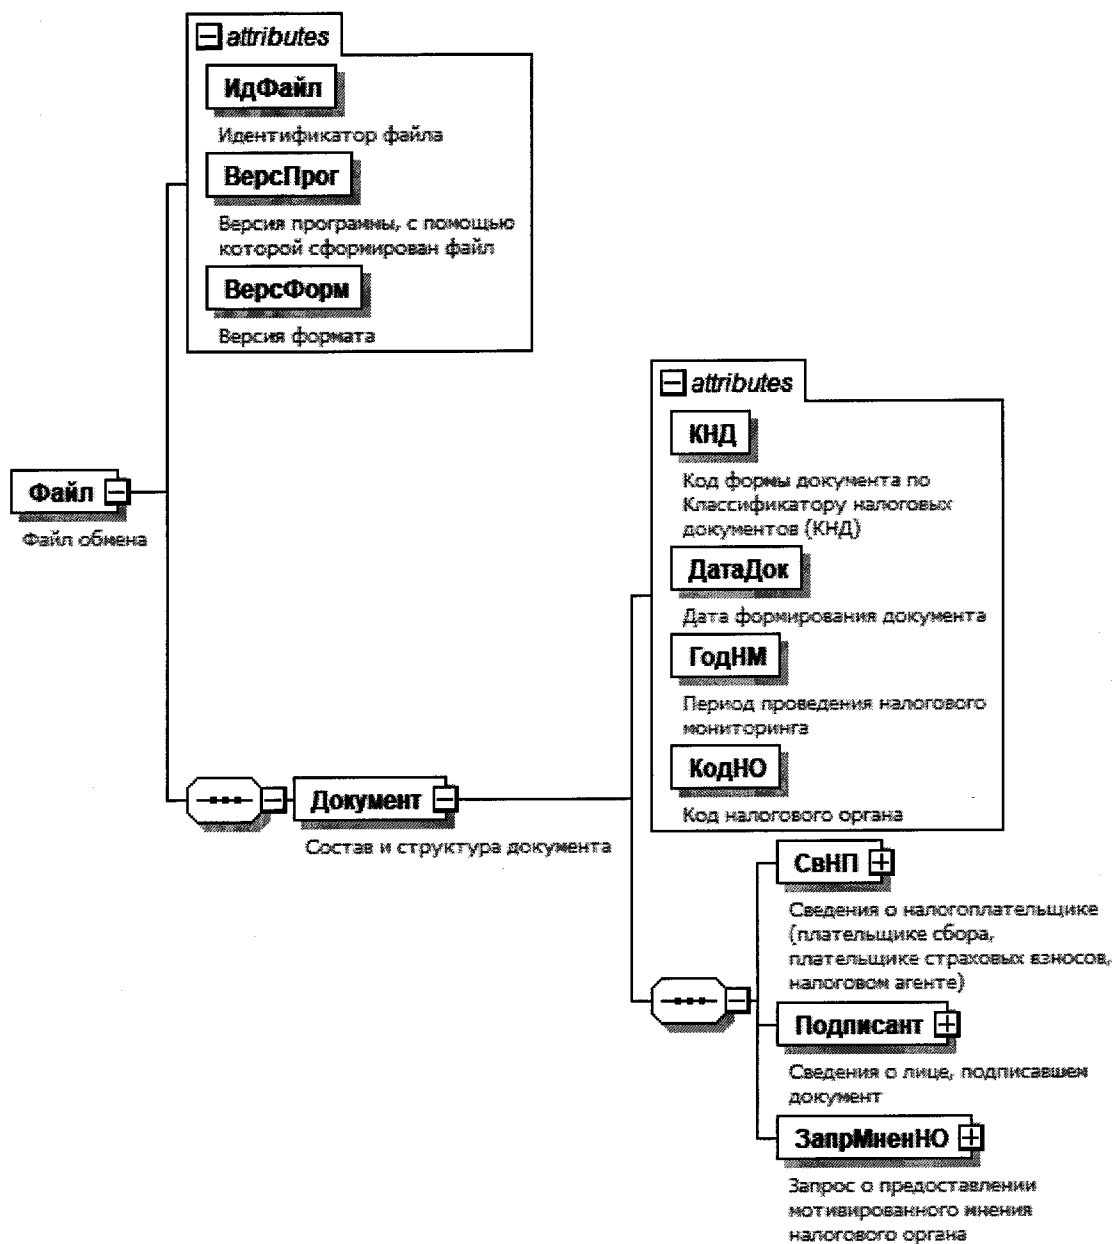 attributes
ИдФайл
Идентификатор файла
ВерсПрог
Версия программы, с помощью
которой сформирован файл
ВерсФорм
Версия формата
Файл
Файл обмена
Документ
Состав и структура документа
attributes
КНД
Код формы документа по
Классификатору налоговых
документов (КНД)
ДатаДок
Дата формирования документа
ГодНМ
Период проведения налогового
мониторинга
КодНО
Код налогового органа
СвНП
Сведения о налогоплательщике
(плательщике сбора,
плательщике страховых взносов,
налоговом агенте)
Подписант
Сведения о лице, подписавшем
документ
ЗапрМненНО
Запрос о предоставлении
мотивированного мнения
налогового органа